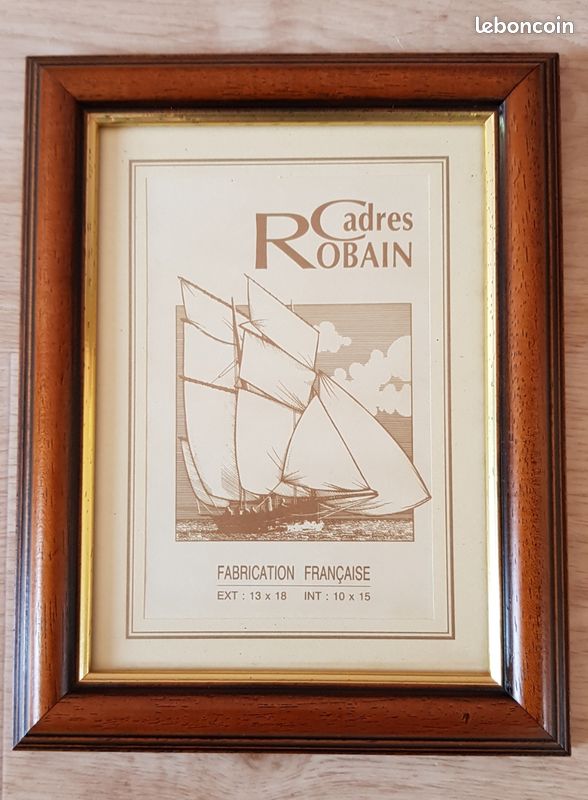 leboncoin
Cadres
ROBAIN
FABRICATION FRANÇAISE
EXT : 13 x 18 INT : 10 x 15